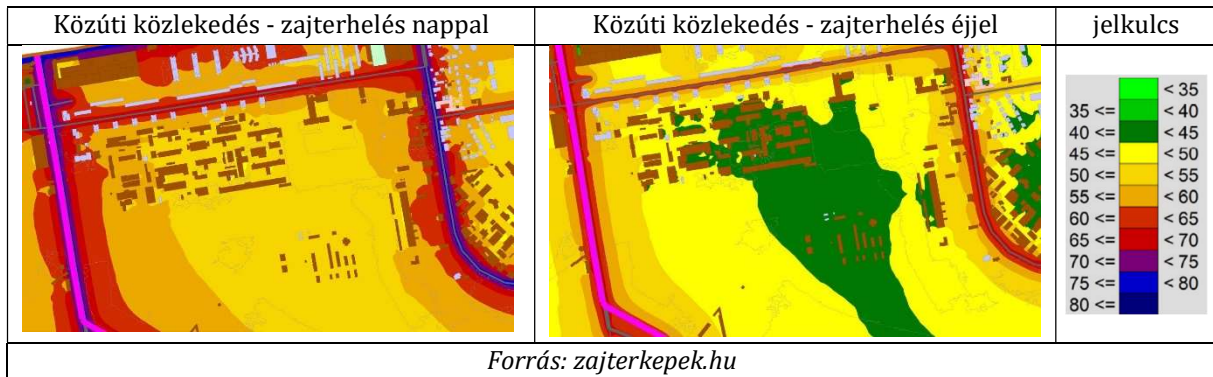 Közúti közlekedés - zajterhelés nappal
Közúti közlekedés - zajterhelés éjjel
jelkulcs
< 35
35 <= < 40
40 <= < 45
45 <= < 50
50 <= < 55
55 <= < 60
60 <= < 65
65 <= < 70
70 <= < 75
75 <= < 80
80 <=
Forrás: zajterkepek.hu